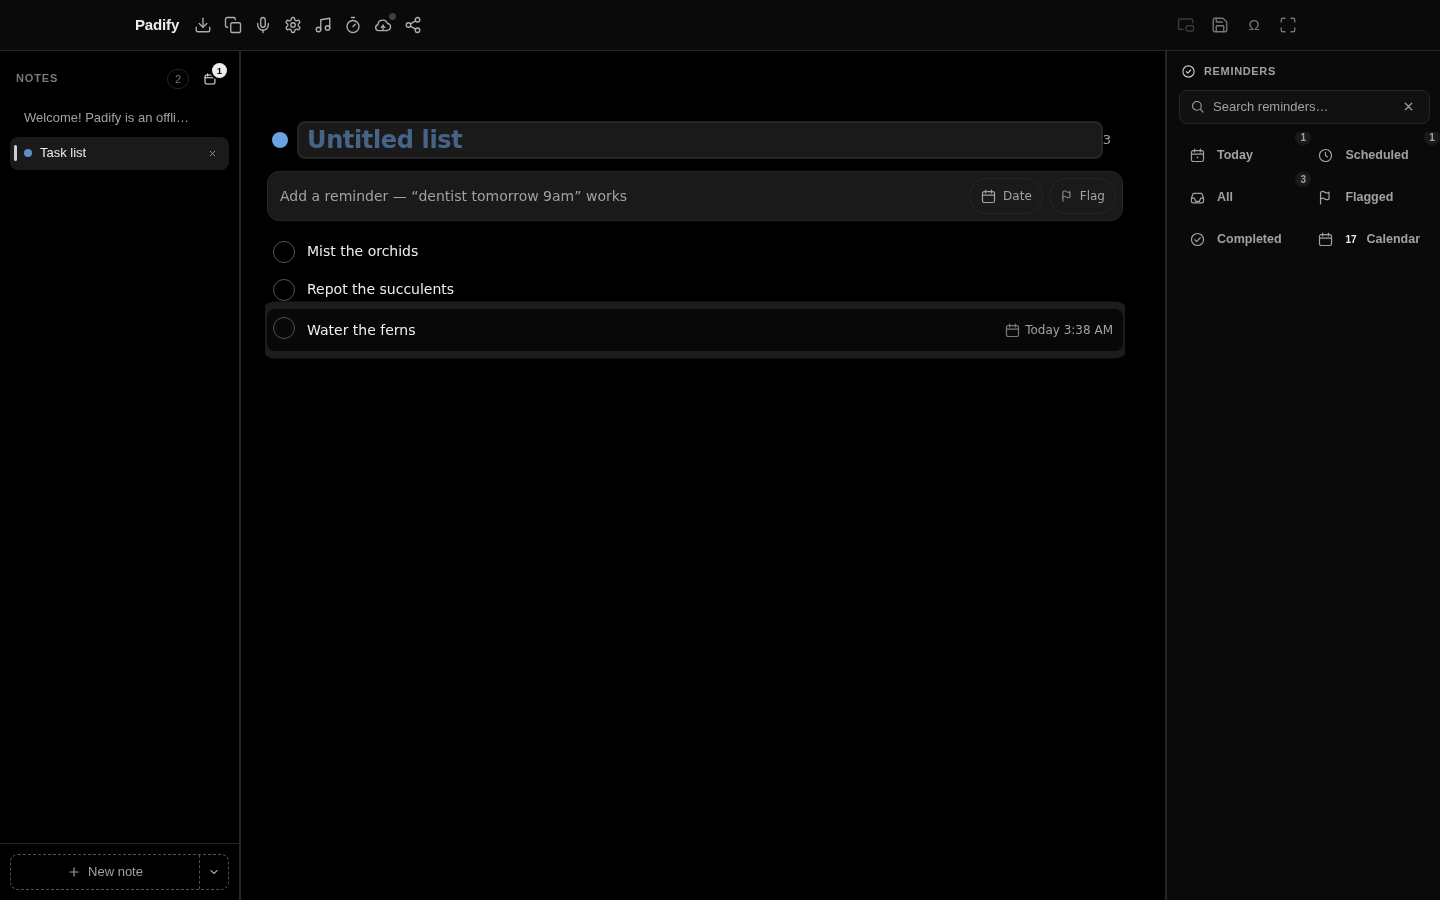 Padify
Ω
NOTES
2
1
Welcome! Padify is an offli…
Task list
New note
Untitled list
3
Add a reminder — “dentist tomorrow 9am” works
Date
Flag
Mist the orchids
Repot the succulents
Water the ferns
Today 3:38 AM
REMINDERS
Search reminders…
Today
1
Scheduled
1
All
3
Flagged
Completed
17 Calendar